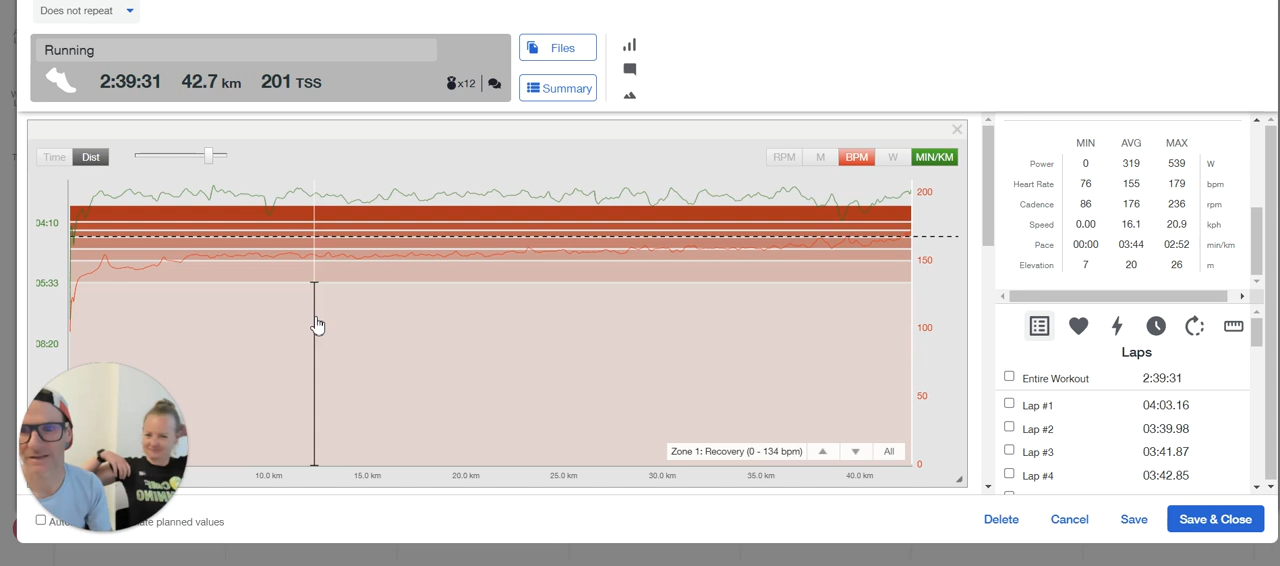 Does not repeat
Running
2:39:31 42.7 km 201 TSS x12
Files
Summary
Time Dist RPM M BPM W MIN/KM
04:10
05:33
08:20
200
150
100
50
0
Zone 1: Recovery (0 - 134 bpm) All
10.0 km 15.0 km 20.0 km 25.0 km 30.0 km 35.0 km 40.0 km
MIN AVG MAX
Power 0 319 539 W
Heart Rate 76 155 179 bpm
Cadence 86 176 236 rpm
Speed 0.00 16.1 20.9 kph
Pace 00:00 03:44 02:52 min/km
Elevation 7 20 26 m
Laps
Entire Workout 2:39:31
Lap #1 04:03.16
Lap #2 03:39.98
Lap #3 03:41.87
Lap #4 03:42.85
planned values
Delete Cancel Save Save & Close